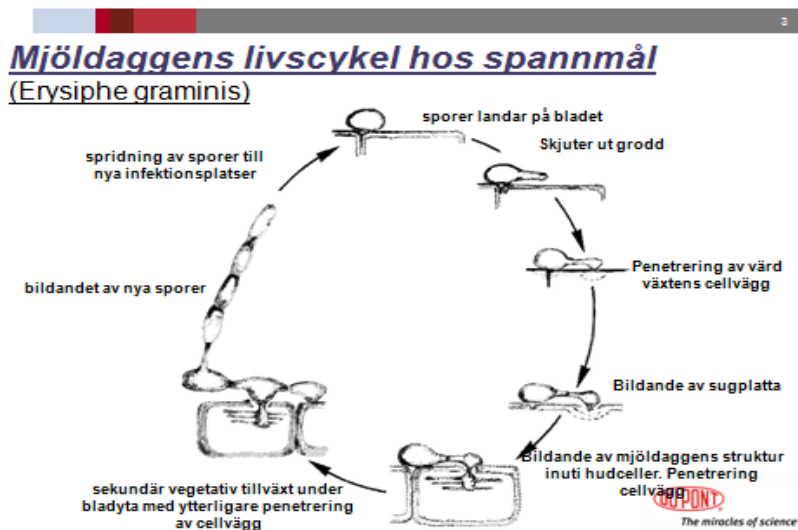 3
Mjöldaggens livscykel hos spannmål
(Erysiphe graminis)
sporer landar på bladet
Skjuter ut grodd
spridning av sporer till
nya infektionsplatser
Penetrering av värd
växtens cellvägg
bildandet av nya sporer
Bildande av sugplatta
Bildande av mjöldaggens struktur
inuti hudceller. Penetrering
cellvägg
sekundär vegetativ tillväxt under
bladyta med ytterligare penetrering
av cellvägg
DUPONT
The miracles of science